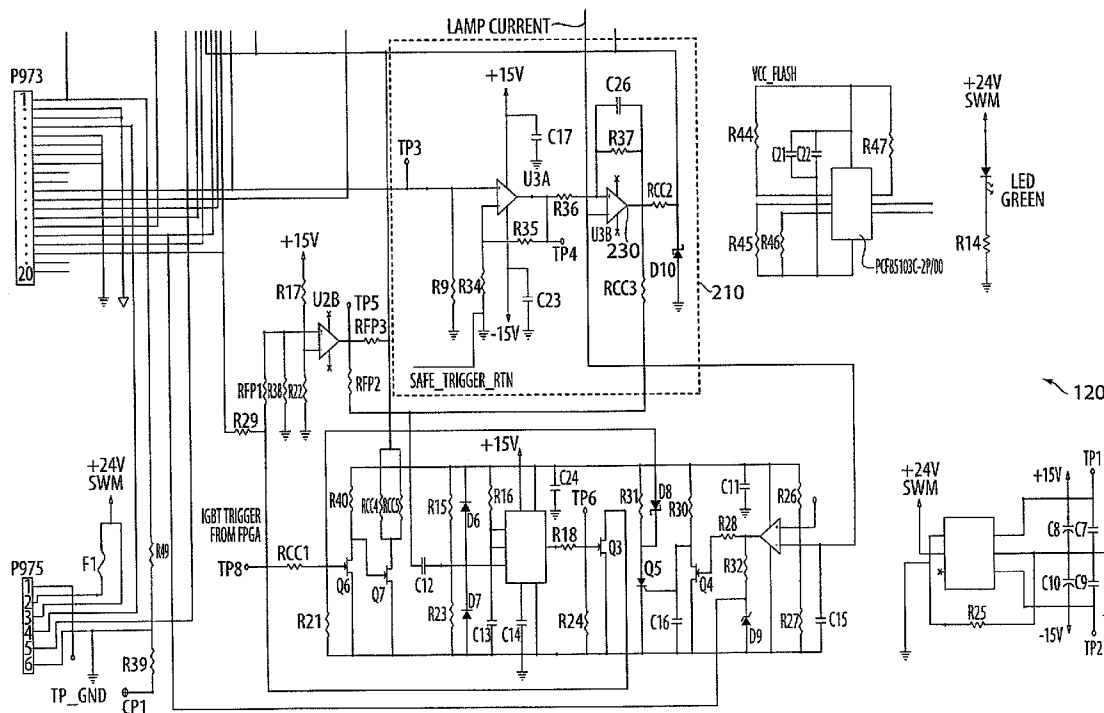 LAMP CURRENT
P973
1
20
+15V
C17
C26
R37
TP3
U3A
R36
U3B
230
RCC2
R35
TP4
D10
R9
R34
C23
-15V
RCC3
210
SAFE_TRIGGER_RTN
VCC_FLASH
R44
C21
C22
R47
R45
R46
PCF85103C-2P/00
+24V
SWM
LED
GREEN
R14
120
+15V
R17
U2B
TP5
RFP3
RFP1
R38
R22
RFP2
R29
+24V
SWM
F1
R49
P975
1
2
3
4
5
6
TP_GND
R39
CP1
IGBT TRIGGER
FROM FPGA
TP8
RCC1
R21
R40
RCC4
RCC5
Q6
Q7
C12
R15
R23
D6
D7
R16
C13
C14
+15V
C24
R18
TP6
Q3
R24
R31
D8
Q5
C16
R30
Q4
C11
R28
R32
D9
R26
R27
C15
+24V
SWM
R25
+15V
C8
C10
-15V
TP1
C7
C9
TP2